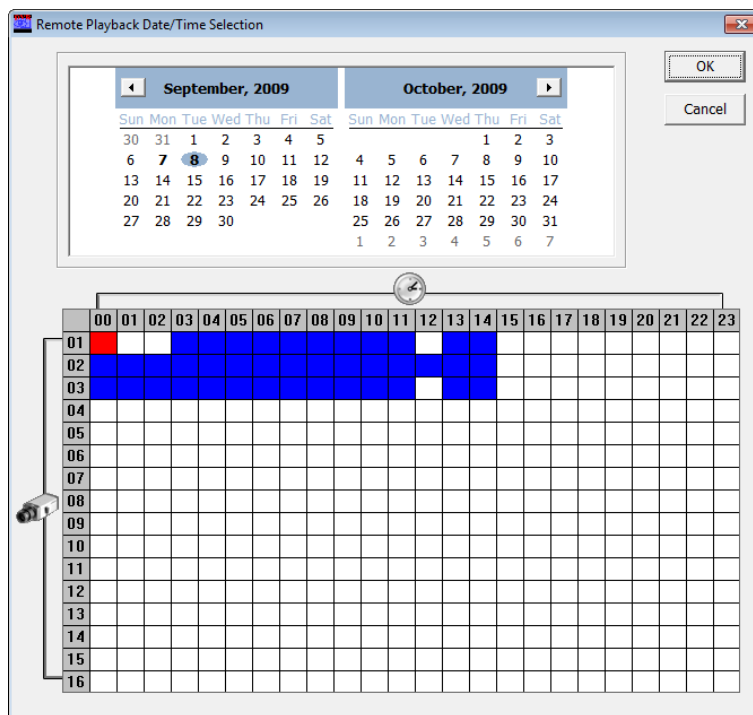 Remote Playback Date/Time Selection
OK
Cancel
September, 2009 October, 2009
Sun Mon Tue Wed Thu Fri Sat Sun Mon Tue Wed Thu Fri Sat
30 31 1 2 3 4 5 1 2 3
6 7 8 9 10 11 12 4 5 6 7 8 9 10
13 14 15 16 17 18 19 11 12 13 14 15 16 17
20 21 22 23 24 25 26 18 19 20 21 22 23 24
27 28 29 30 25 26 27 28 29 30 31
1 2 3 4 5 6 7
00 01 02 03 04 05 06 07 08 09 10 11 12 13 14 15 16 17 18 19 20 21 22 23
01
02
03
04
05
06
07
08
09
10
11
12
13
14
15
16